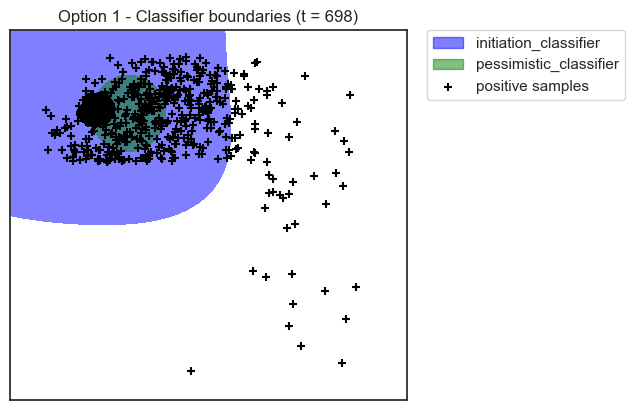 Option 1 - Classifier boundaries (t = 698)
initiation_classifier
pessimistic_classifier
positive samples